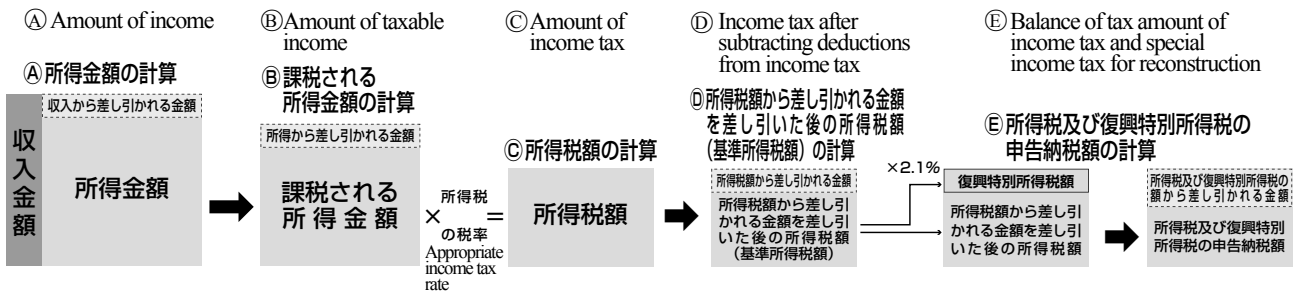 Ⓐ Amount of income
Ⓑ Amount of taxable
income
Ⓒ Amount of
income tax
Ⓓ Income tax after
subtracting deductions
from income tax
Ⓔ Balance of tax amount of
income tax and special
income tax for reconstruction
Ⓐ所得金額の計算
収入金額
収入から差し引かれる金額
所得金額
Ⓑ課税される
所得金額の計算
所得から差し引かれる金額
課税される
所得金額
×
所得税
の税率
Appropriate
income tax
rate
=
Ⓒ所得税額の計算
所得税額
Ⓓ所得税額から差し引かれる金額
を差し引いた後の所得税額
(基準所得税額)の計算
所得税額から差し引かれる金額
所得税額から差し引
かれる金額を差し引
いた後の所得税額
(基準所得税額)
×2.1%
Ⓔ所得税及び復興特別所得税の
申告納税額の計算
復興特別所得税額
所得税額から差し引
かれる金額を差し引
いた後の所得税額
所得税及び復興特別所得税の
額から差し引かれる金額
所得税及び復興特別
所得税の申告納税額